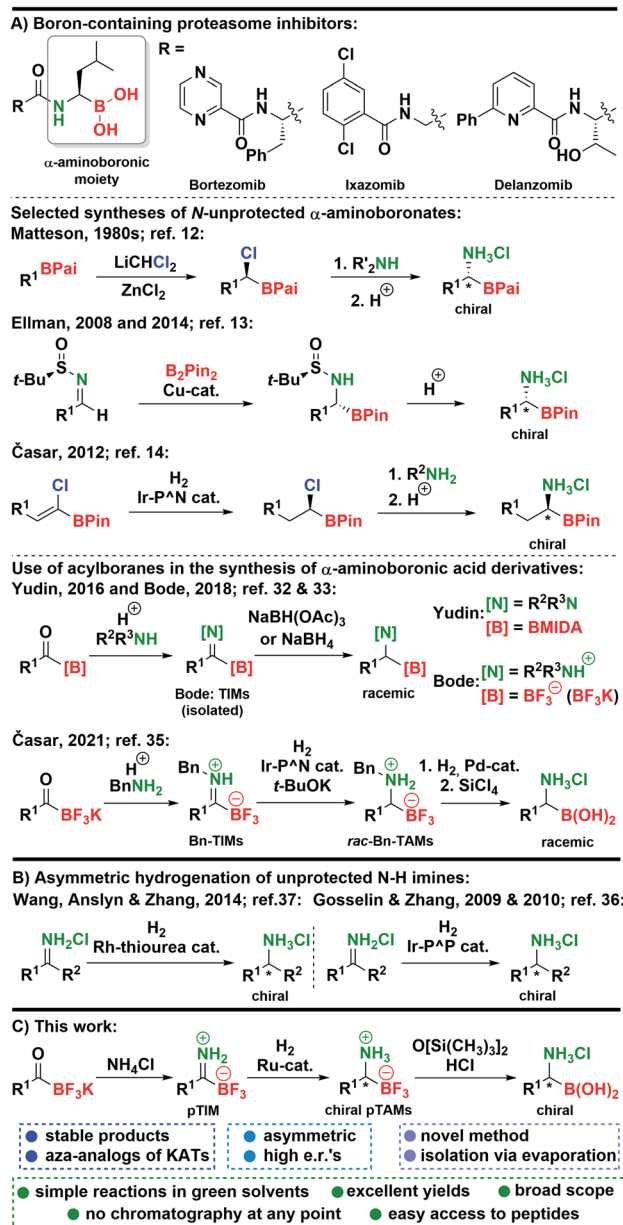 A) Boron-containing proteasome inhibitors:
R =
O
R
N
H
B
OH
OH
α-aminoboronic
moiety
N
N
O
H
N
Ph
Bortezomib
Cl
Cl
O
H
N
Ixazomib
Ph
N
O
H
N
HO
Delanzomib
Selected syntheses of N-unprotected α-aminoboronates:
Matteson, 1980s; ref. 12:
R1 BPai
LiCHCl2
ZnCl2
Cl
R1 BPai
1. R'2NH
2. H⊕
NH3Cl
R1 * BPai
chiral
Ellman, 2008 and 2014; ref. 13:
O
t-Bu S N
R1 H
B2Pin2
Cu-cat.
O
t-Bu S NH
R1 BPin
H⊕
NH3Cl
R1 * BPin
chiral
Časar, 2012; ref. 14:
Cl
R1 BPin
H2
Ir-P^N cat.
Cl
R1 BPin
1. R2NH2
2. H⊕
NH3Cl
R1 * BPin
chiral
Use of acylboranes in the synthesis of α-aminoboronic acid derivatives:
Yudin, 2016 and Bode, 2018; ref. 32 & 33:
O
R1 [B]
H⊕
R2R3NH
[N]
R1 [B]
Bode: TIMs
(isolated)
NaBH(OAc)3
or NaBH4
[N]
R1 [B]
racemic
Yudin: [N] = R2R3N
[B] = BMIDA
Bode: [N] = R2R3NH⊕
[B] = BF3⊖ (BF3K)
Časar, 2021; ref. 35:
O
R1 BF3K
H⊕
BnNH2
Bn ⊕NH
R1 ⊖BF3
Bn-TIMs
H2
Ir-P^N cat.
t-BuOK
Bn ⊕NH2
R1 ⊖BF3
rac-Bn-TAMs
1. H2, Pd-cat.
2. SiCl4
NH3Cl
R1 B(OH)2
racemic
B) Asymmetric hydrogenation of unprotected N-H imines:
Wang, Anslyn & Zhang, 2014; ref.37: Gosselin & Zhang, 2009 & 2010; ref. 36:
NH2Cl
R1 R2
H2
Rh-thiourea cat.
NH3Cl
R1 * R2
chiral
NH2Cl
R1 R2
H2
Ir-P^P cat.
NH3Cl
R1 * R2
chiral
C) This work:
O
R1 BF3K
NH4Cl
⊕NH2
R1 ⊖BF3
pTIM
H2
Ru-cat.
⊕NH3
R1 * ⊖BF3
chiral pTAMs
O[Si(CH3)3]2
HCl
NH3Cl
R1 * B(OH)2
chiral
stable products
aza-analogs of KATs
asymmetric
high e.r.'s
novel method
isolation via evaporation
simple reactions in green solvents excellent yields broad scope
no chromatography at any point easy access to peptides